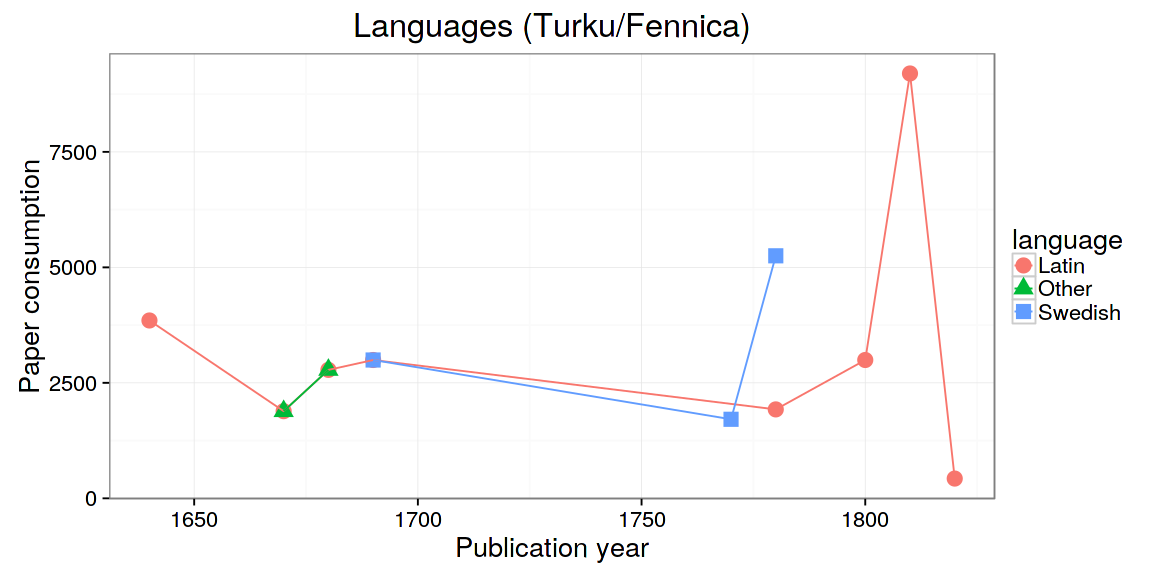 Languages (Turku/Fennica)
Paper consumption
7500
5000
2500
0
1650
1700
1750
1800
Publication year
language
Latin
Other
Swedish